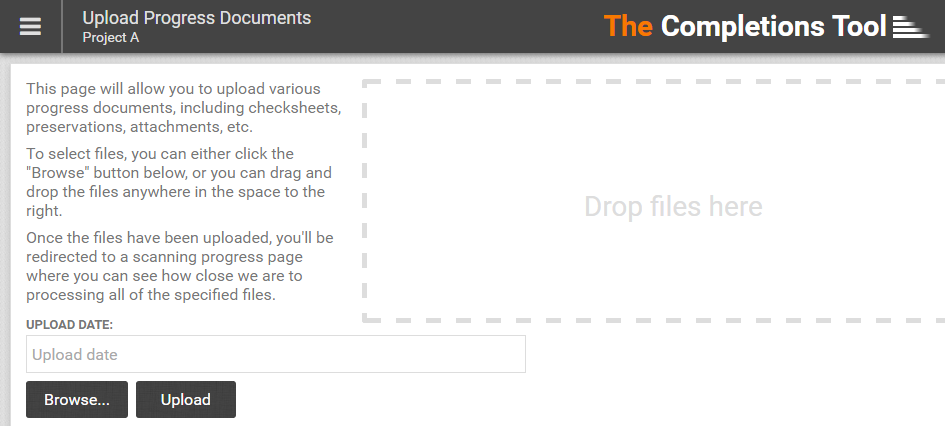 Upload Progress Documents
Project A
The Completions Tool
This page will allow you to upload various
progress documents, including checksheets,
preservations, attachments, etc.
To select files, you can either click the
"Browse" button below, or you can drag and
drop the files anywhere in the space to the
right.
Once the files have been uploaded, you'll be
redirected to a scanning progress page
where you can see how close we are to
processing all of the specified files.
Drop files here
UPLOAD DATE:
Upload date
Browse...
Upload